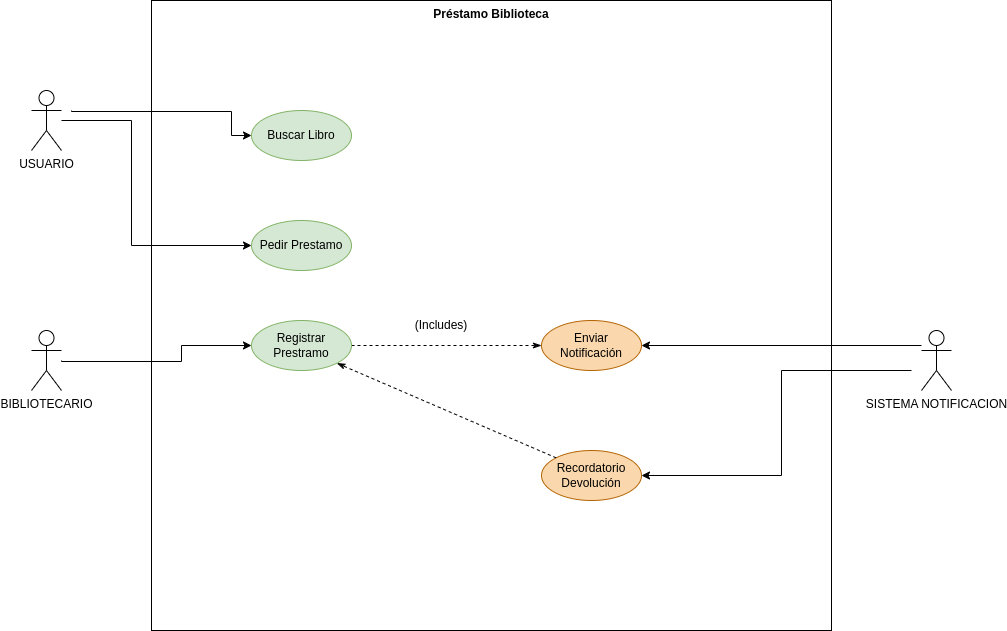 Préstamo Biblioteca
Buscar Libro
USUARIO
Pedir Prestamo
Registrar
Prestramo
(Includes)
Enviar
Notificación
BIBLIOTECARIO
SISTEMA NOTIFICACION
Recordatorio
Devolución